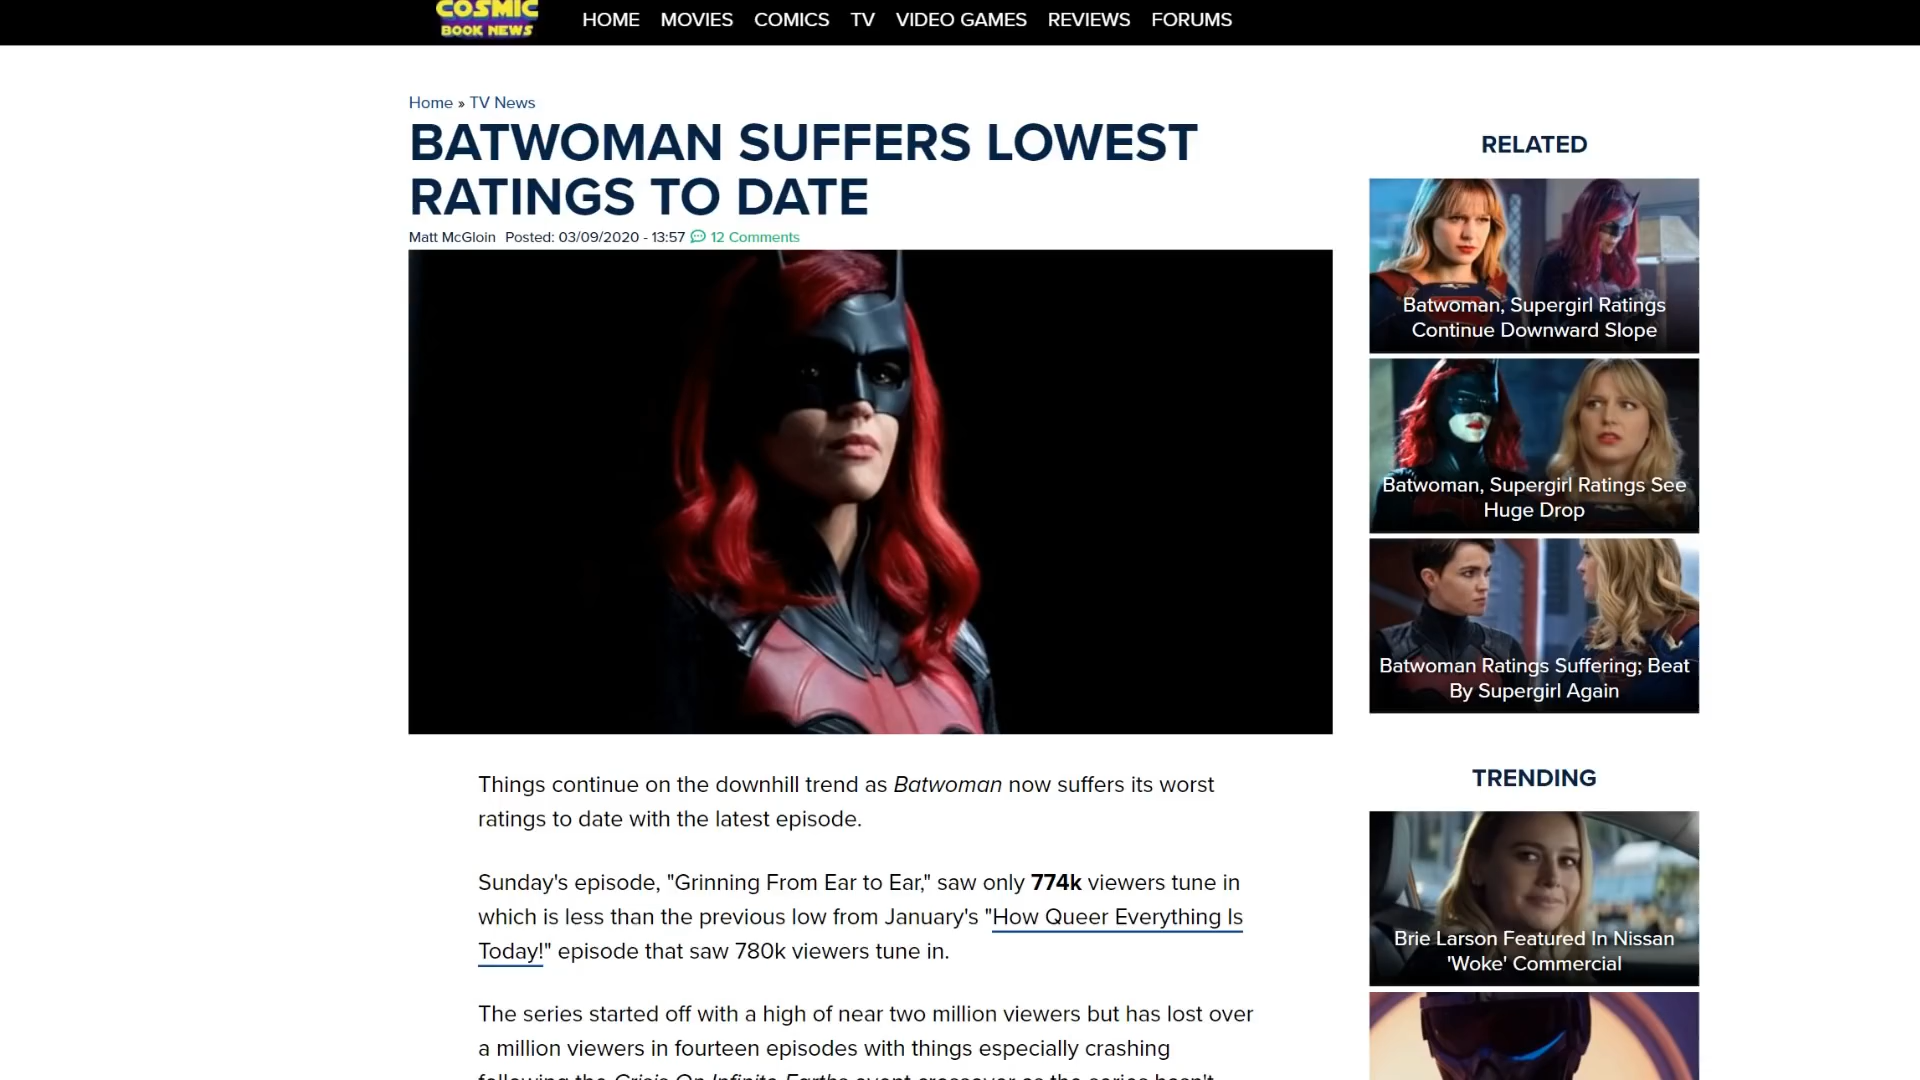 COSMIC
BOOK NEWS
HOME MOVIES COMICS TV VIDEO GAMES REVIEWS FORUMS
Home » TV News
BATWOMAN SUFFERS LOWEST
RATINGS TO DATE
Matt McGloin Posted: 03/09/2020 - 13:57 12 Comments
Things continue on the downhill trend as Batwoman now suffers its worst
ratings to date with the latest episode.
Sunday's episode, "Grinning From Ear to Ear," saw only 774k viewers tune in
which is less than the previous low from January's "How Queer Everything Is
Today!" episode that saw 780k viewers tune in.
The series started off with a high of near two million viewers but has lost over
a million viewers in fourteen episodes with things especially crashing
following the Crisis On Infinite Earths event crossover as the series hasn't
RELATED
Batwoman, Supergirl Ratings
Continue Downward Slope
Batwoman, Supergirl Ratings See
Huge Drop
Batwoman Ratings Suffering; Beat
By Supergirl Again
TRENDING
Brie Larson Featured In Nissan
'Woke' Commercial